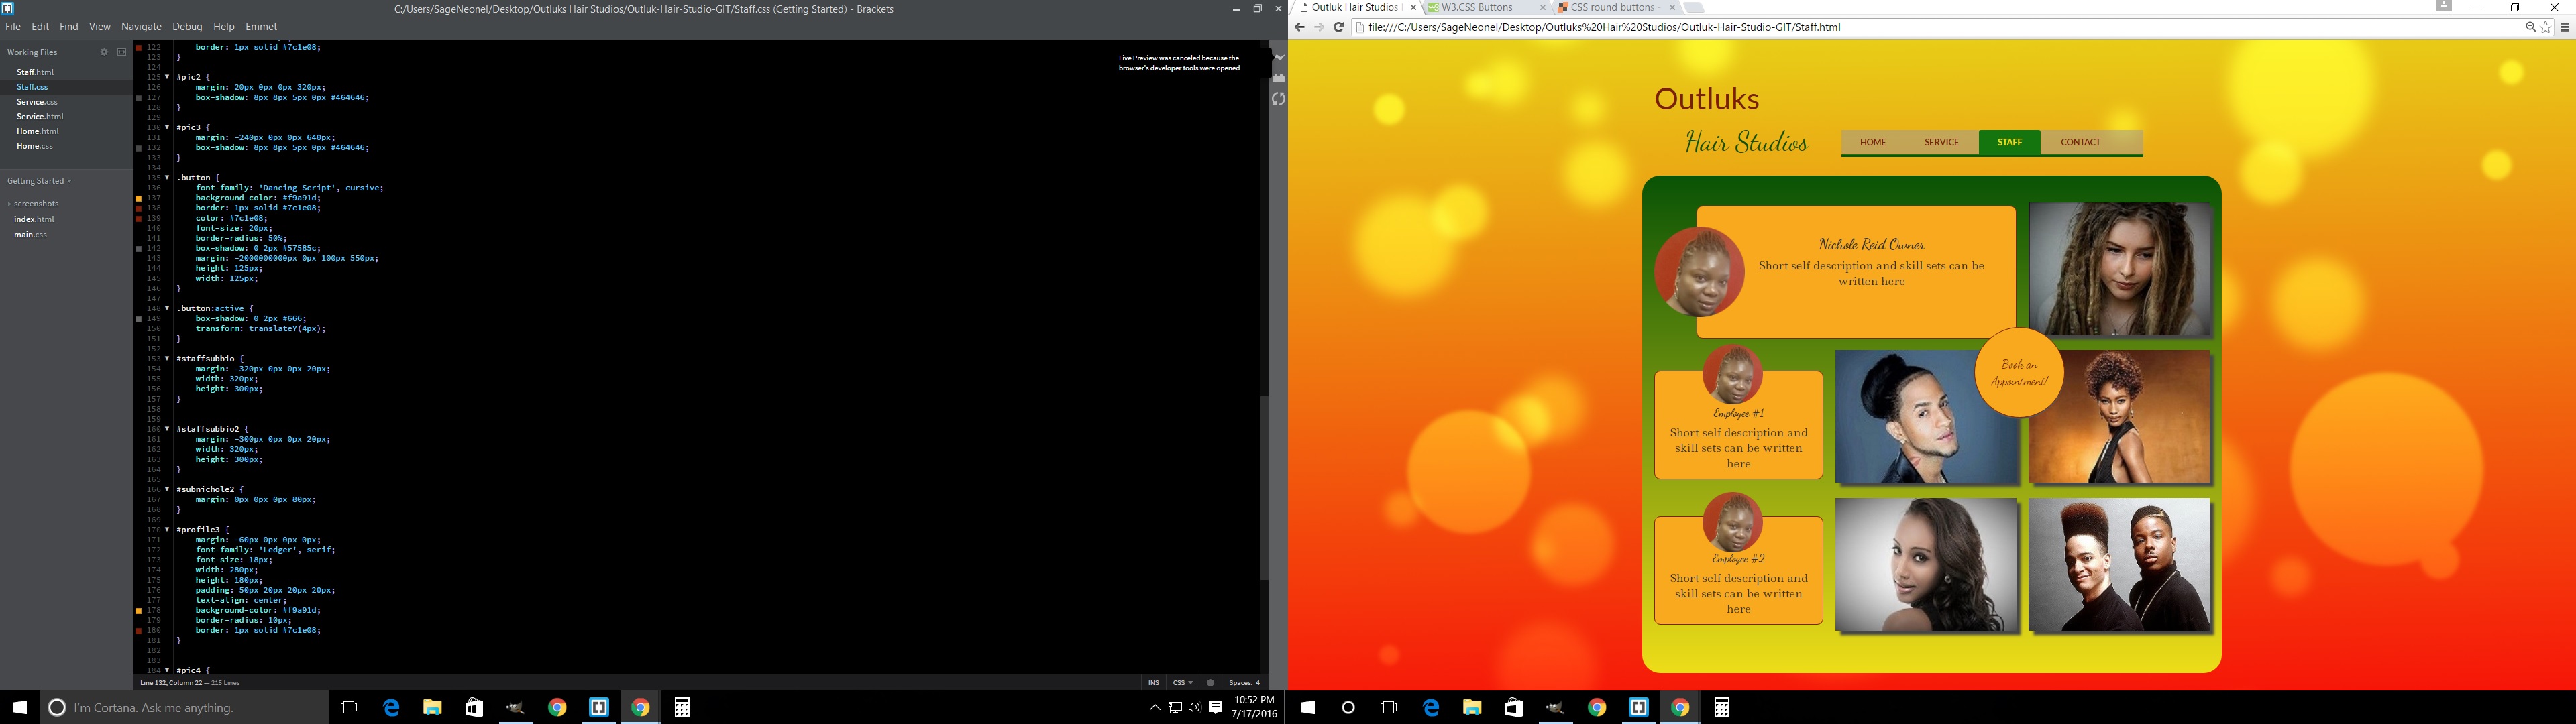 C:/Users/SageNeonel/Desktop/Outluks Hair Studios/Outluk-Hair-Studio-GIT/Staff.css (Getting Started) - Brackets
File Edit Find View Navigate Debug Help Emmet
Working Files
Staff.html
Staff.css
Service.css
Service.html
Home.html
Home.css
Getting Started
screenshots
index.html
main.css
Live Preview was canceled because the
browser's developer tools were opened
122 border: 1px solid #7c1e08;
123 }
124
125 #pic2 {
126 margin: 20px 0px 0px 320px;
127 box-shadow: 8px 8px 5px 0px #464646;
128 }
129
130 #pic3 {
131 margin: -240px 0px 0px 640px;
132 box-shadow: 8px 8px 5px 0px #464646;
133 }
134
135 .button {
136 font-family: 'Dancing Script', cursive;
137 background-color: #f9a91d;
138 border: 1px solid #7c1e08;
139 color: #7c1e08;
140 font-size: 20px;
141 border-radius: 50%;
142 box-shadow: 0 2px #57585c;
143 margin: -2000000000px 0px 100px 550px;
144 height: 125px;
145 width: 125px;
146 }
147
148 .button:active {
149 box-shadow: 0 2px #666;
150 transform: translateY(4px);
151 }
152
153 #staffsubbio {
154 margin: -320px 0px 0px 20px;
155 width: 320px;
156 height: 300px;
157 }
158
159
160 #staffsubbio2 {
161 margin: -300px 0px 0px 20px;
162 width: 320px;
163 height: 300px;
164 }
165
166 #subnichole2 {
167 margin: 0px 0px 0px 80px;
168 }
169
170 #profile3 {
171 margin: -60px 0px 0px 0px;
172 font-family: 'Ledger', serif;
173 font-size: 18px;
174 width: 280px;
175 height: 180px;
176 padding: 50px 20px 20px 20px;
177 text-align: center;
178 background-color: #f9a91d;
179 border-radius: 10px;
180 border: 1px solid #7c1e08;
181 }
182
183
184 #pic4 {
Line 132, Column 22 — 215 Lines
INS CSS Spaces: 4
I'm Cortana. Ask me anything.
10:52 PM
7/17/2016
Outluk Hair Studios
W3.CSS Buttons
CSS round buttons -
file:///C:/Users/SageNeonel/Desktop/Outluks%20Hair%20Studios/Outluk-Hair-Studio-GIT/Staff.html
Outluks
Hair Studios
HOME SERVICE STAFF CONTACT
Nichole Reid Owner
Short self description and skill sets can be
written here
Book an
Appointment!
Employee #1
Short self description and
skill sets can be written
here
Employee #2
Short self description and
skill sets can be written
here